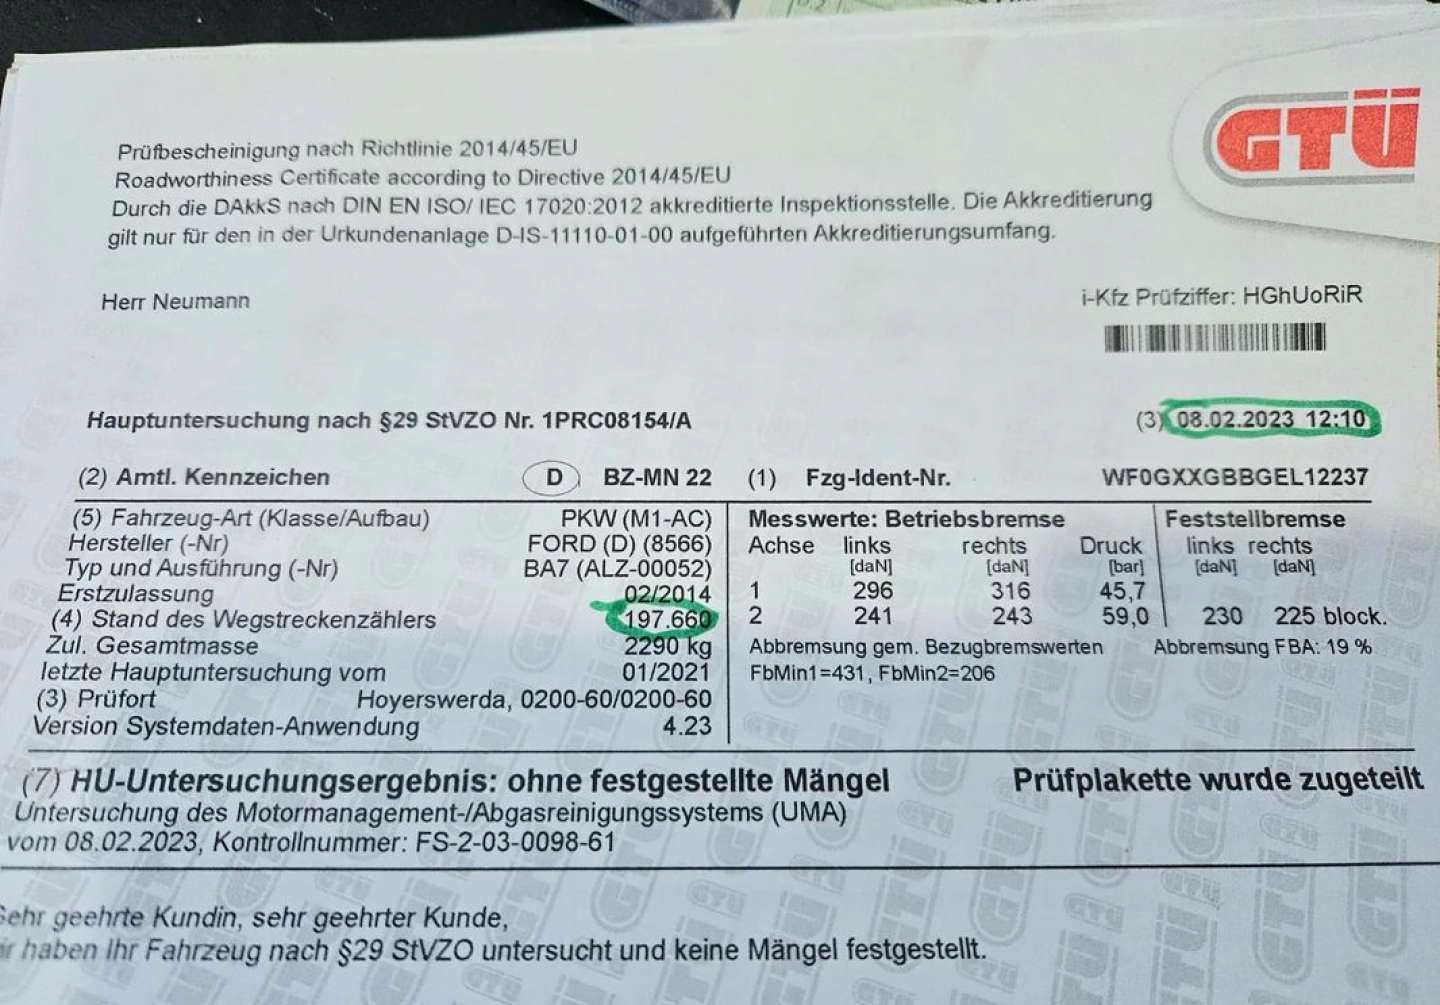 GTÜ
Prüfbescheinigung nach Richtlinie 2014/45/EU
Roadworthiness Certificate according to Directive 2014/45/EU
Durch die DAkkS nach DIN EN ISO/ IEC 17020:2012 akkreditierte Inspektionsstelle. Die Akkreditierung
gilt nur für den in der Urkundenanlage D-IS-11110-01-00 aufgeführten Akkreditierungsumfang.
Herr Neumann
i-Kfz Prüfziffer: HGhUoRiR
Hauptuntersuchung nach §29 StVZO Nr. 1PRC08154/A (3) 08.02.2023 12:10
(2) Amtl. Kennzeichen D BZ-MN 22 (1) Fzg-Ident-Nr. WF0GXXGBBGEL12237
(5) Fahrzeug-Art (Klasse/Aufbau) PKW (M1-AC)
Hersteller (-Nr) FORD (D) (8566)
Typ und Ausführung (-Nr) BA7 (ALZ-00052)
Erstzulassung 02/2014
(4) Stand des Wegstreckenzählers 197.660
Zul. Gesamtmasse 2290 kg
letzte Hauptuntersuchung vom 01/2021
(3) Prüfort Hoyerswerda, 0200-60/0200-60
Version Systemdaten-Anwendung 4.23
Messwerte: Betriebsbremse Feststellbremse
Achse links rechts Druck links rechts
[daN] [daN] [bar] [daN] [daN]
1 296 316 45,7
2 241 243 59,0 230 225 block.
Abbremsung gem. Bezugbremswerten Abbremsung FBA: 19 %
FbMin1=431, FbMin2=206
(7) HU-Untersuchungsergebnis: ohne festgestellte Mängel Prüfplakette wurde zugeteilt
Untersuchung des Motormanagement-/Abgasreinigungssystems (UMA)
vom 08.02.2023, Kontrollnummer: FS-2-03-0098-61
Sehr geehrte Kundin, sehr geehrter Kunde,
haben Ihr Fahrzeug nach §29 StVZO untersucht und keine Mängel festgestellt.